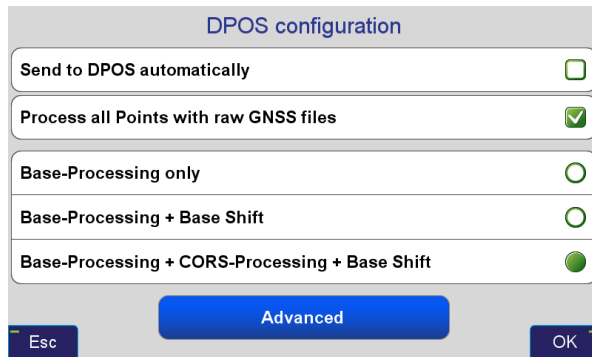 DPOS configuration
Send to DPOS automatically
Process all Points with raw GNSS files
Base-Processing only
Base-Processing + Base Shift
Base-Processing + CORS-Processing + Base Shift
Advanced
Esc
OK